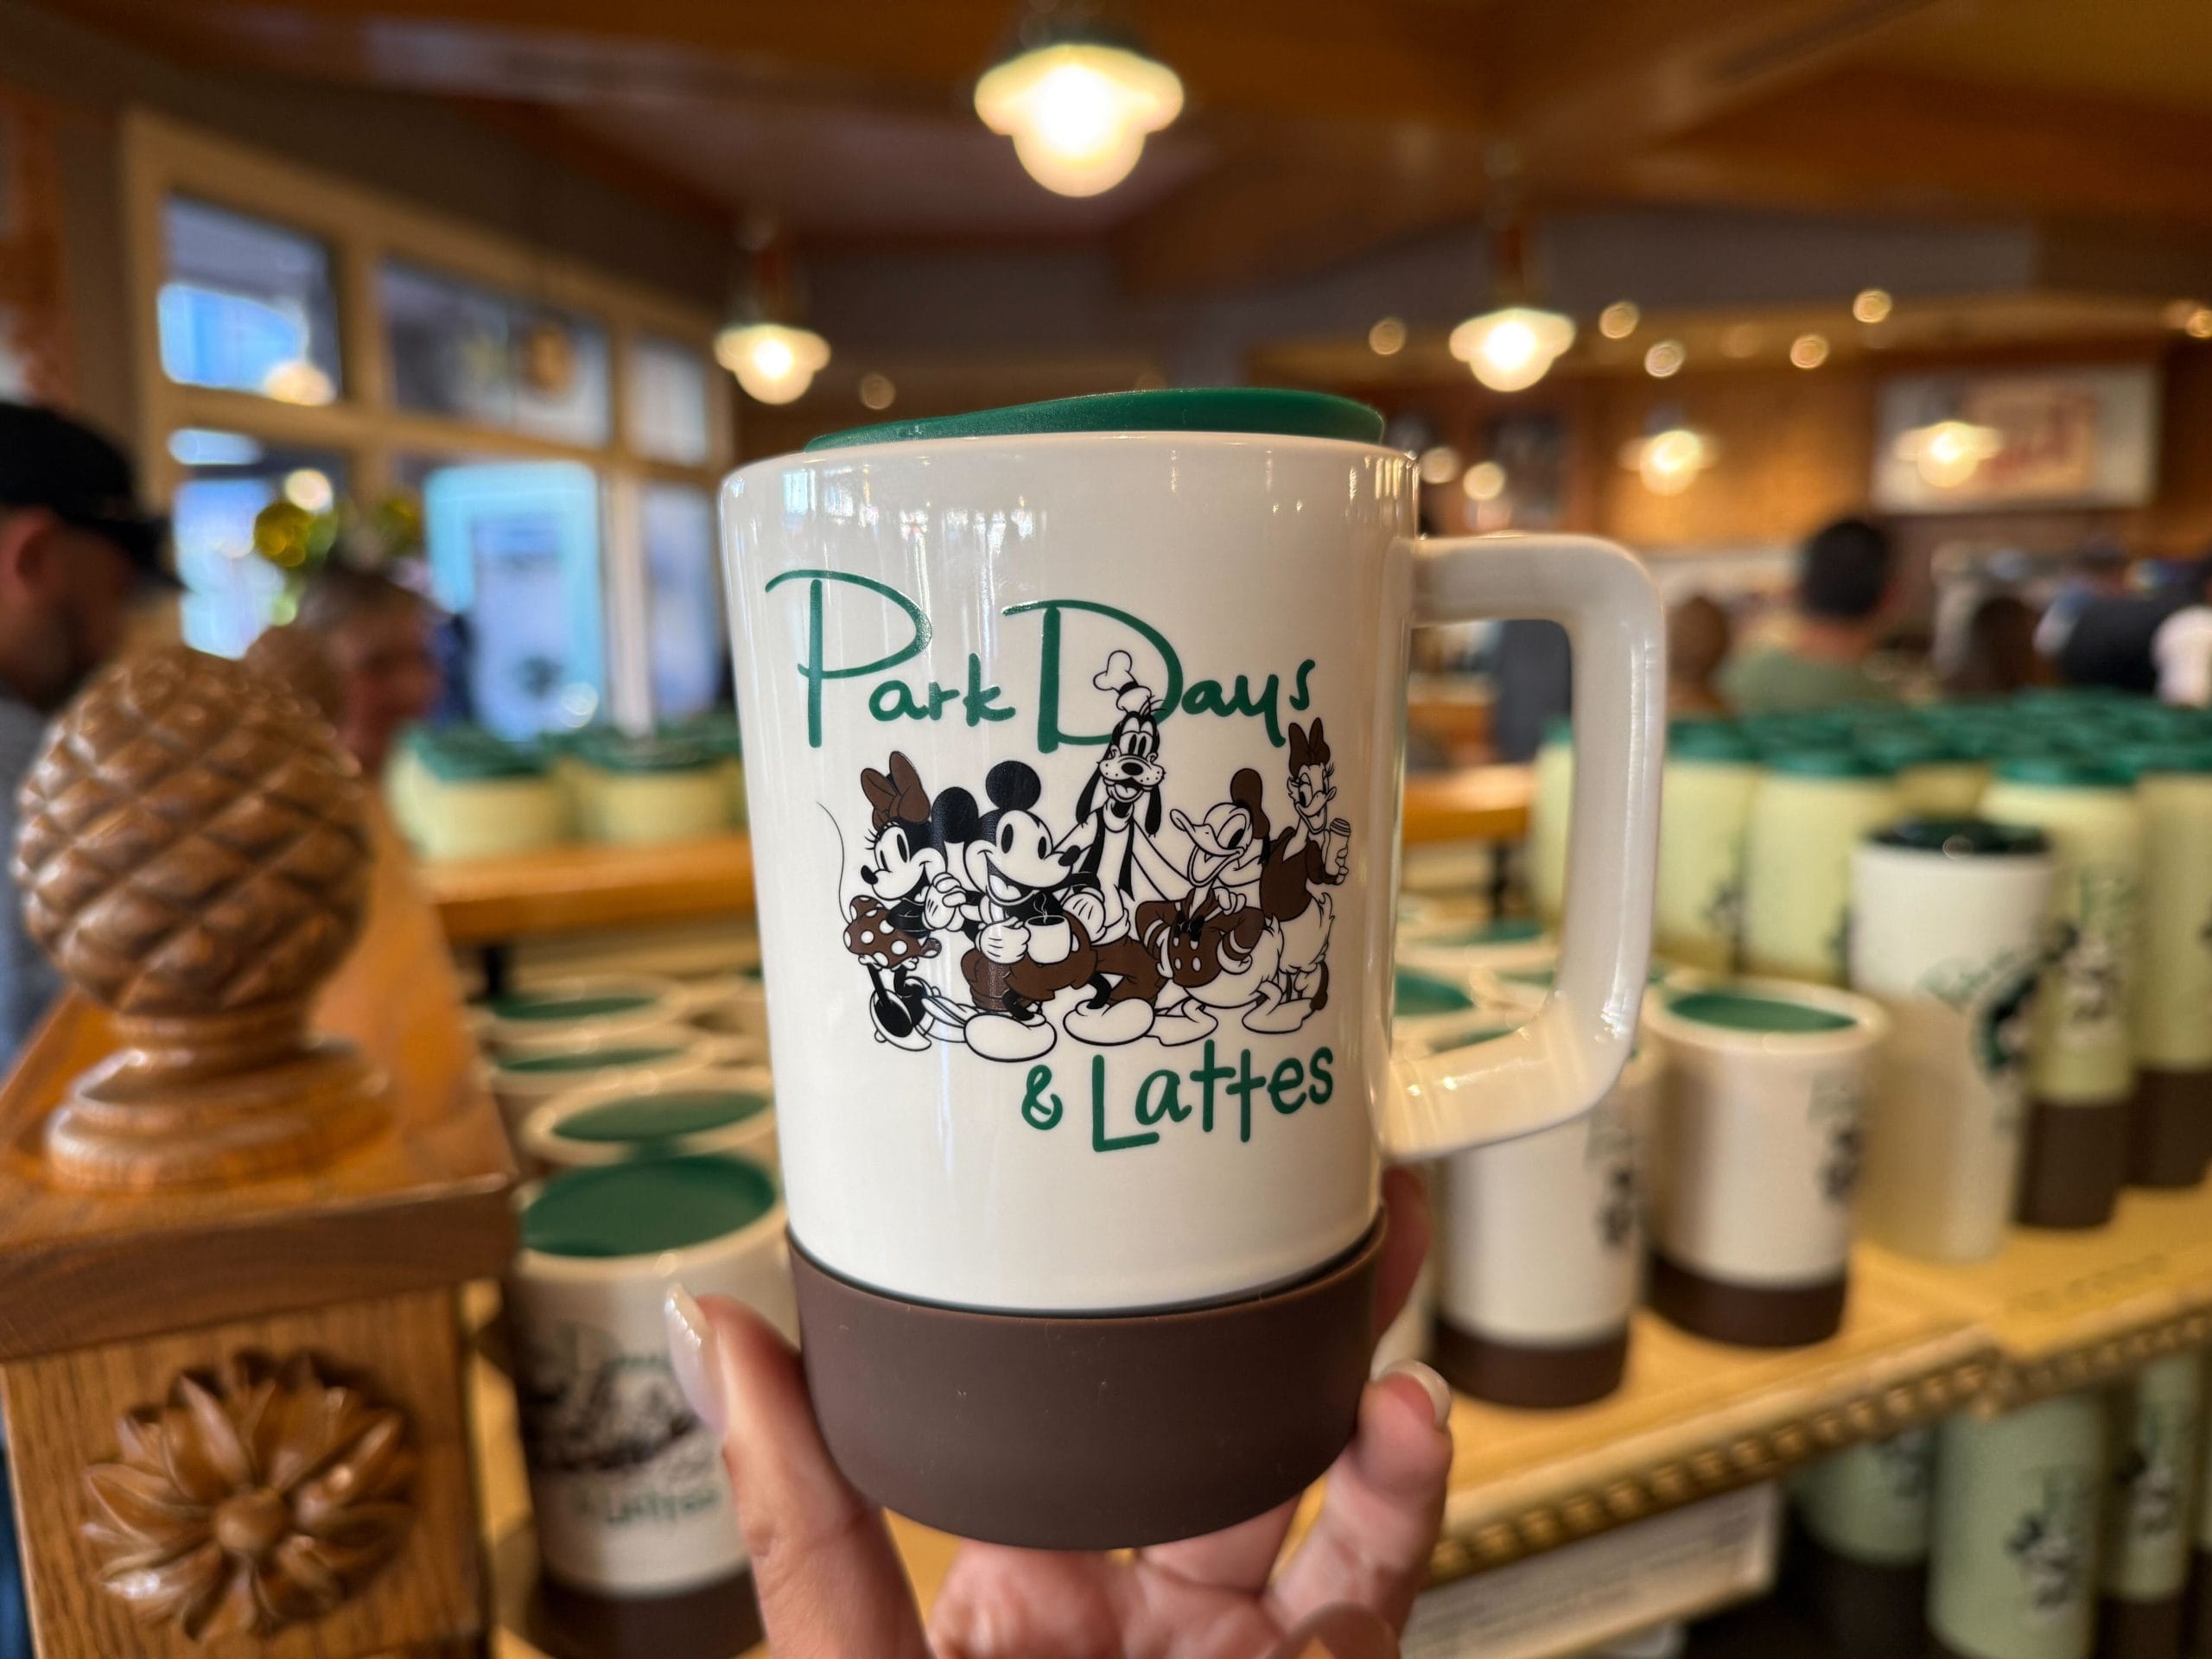 Park Days
& Lattes